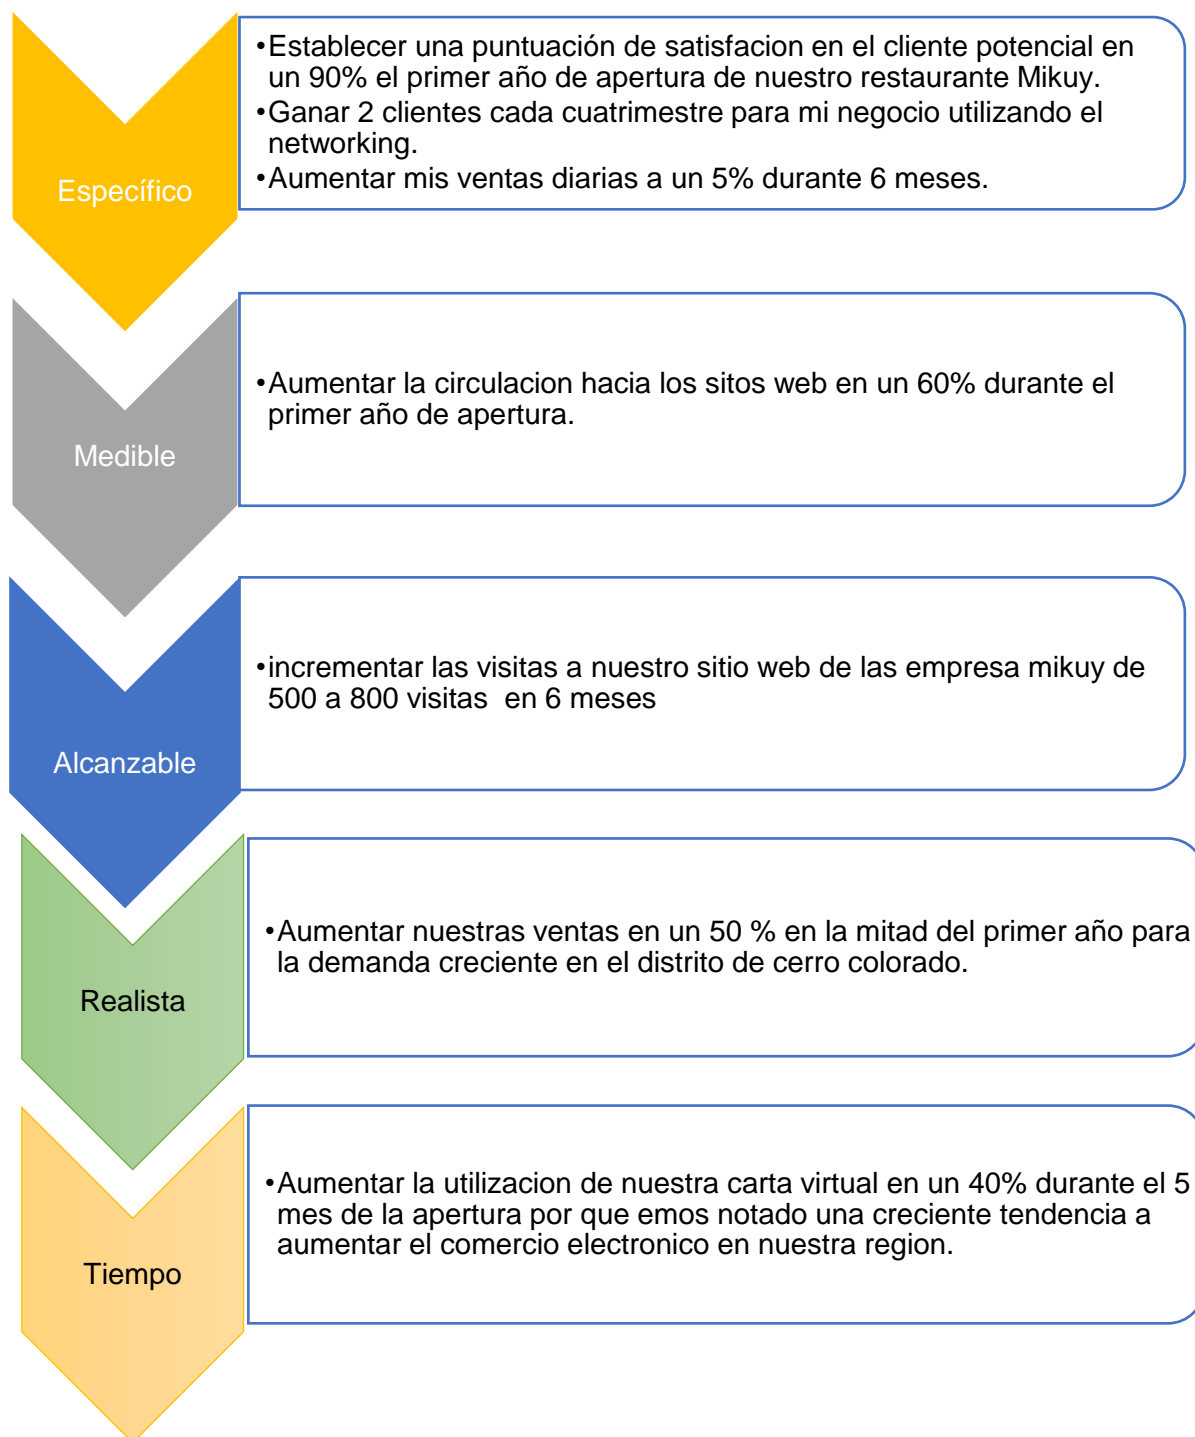 •Establecer una puntuación de satisfacion en el cliente potencial en
un 90% el primer año de apertura de nuestro restaurante Mikuy.
•Ganar 2 clientes cada cuatrimestre para mi negocio utilizando el
networking.
•Aumentar mis ventas diarias a un 5% durante 6 meses.
Específico
•Aumentar la circulacion hacia los sitos web en un 60% durante el
primer año de apertura.
Medible
•incrementar las visitas a nuestro sitio web de las empresa mikuy de
500 a 800 visitas  en 6 meses
Alcanzable
•Aumentar nuestras ventas en un 50 % en la mitad del primer año para
la demanda creciente en el distrito de cerro colorado.
Realista
•Aumentar la utilizacion de nuestra carta virtual en un 40% durante el 5
mes de la apertura por que emos notado una creciente tendencia a
aumentar el comercio electronico en nuestra region.
Tiempo